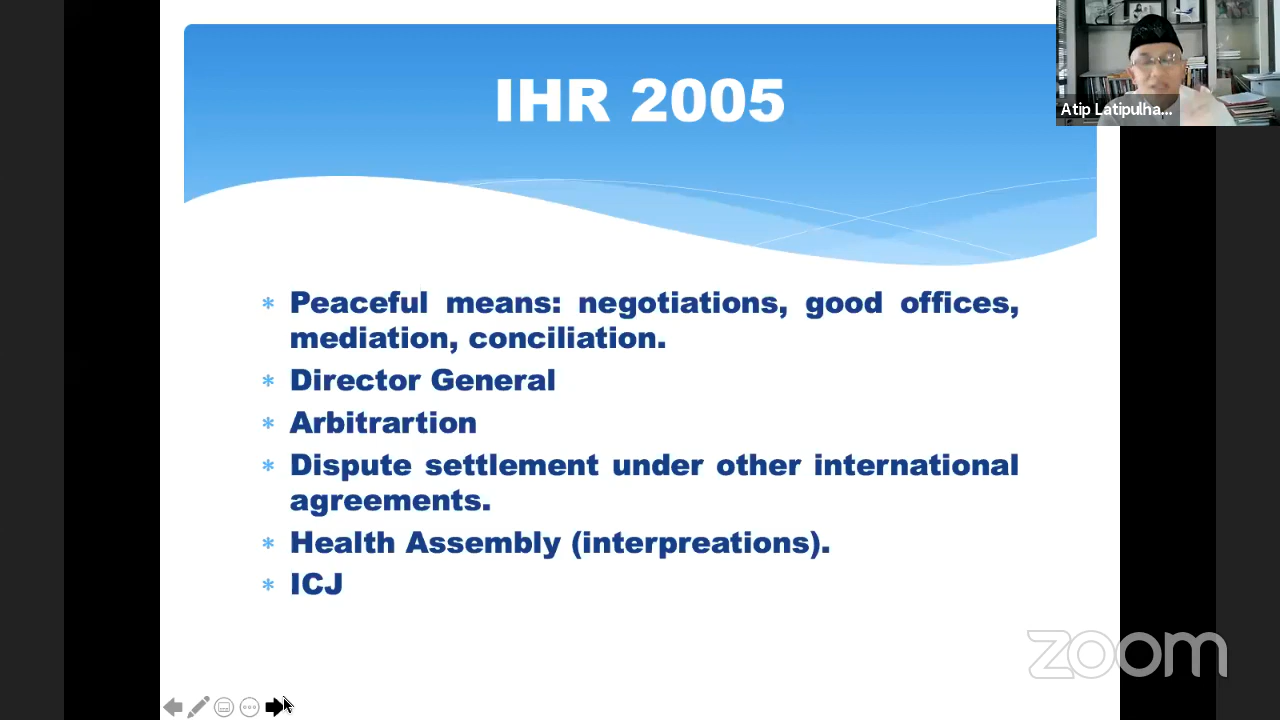 IHR 2005
Atip Latipulha...
* Peaceful means: negotiations, good offices,
mediation, conciliation.
* Director General
* Arbitrartion
* Dispute settlement under other international
agreements.
* Health Assembly (interpreations).
* ICJ
zoom